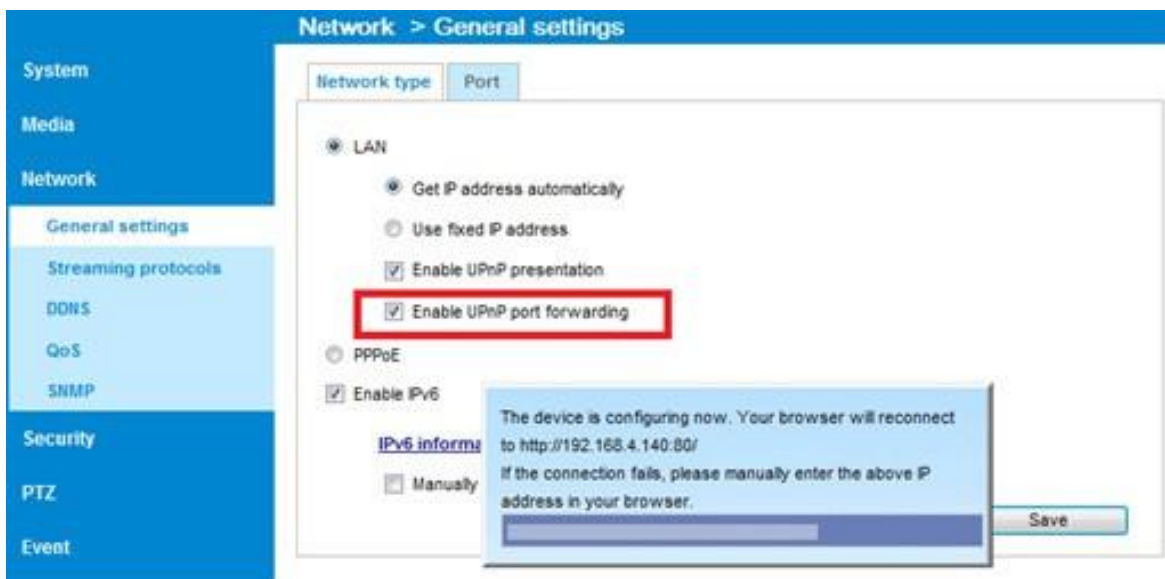 Network > General settings
System
Media
Network
General settings
Streaming protocols
DDNS
QoS
SNMP
Security
PTZ
Event
Network type
Port
LAN
Get IP address automatically
Use fixed IP address
Enable UPnP presentation
Enable UPnP port forwarding
PPPoE
Enable IPv6
IPv6 informa
Manually
The device is configuring now. Your browser will reconnect
to http://192.168.4.140:80/
If the connection fails, please manually enter the above IP
address in your browser.
Save